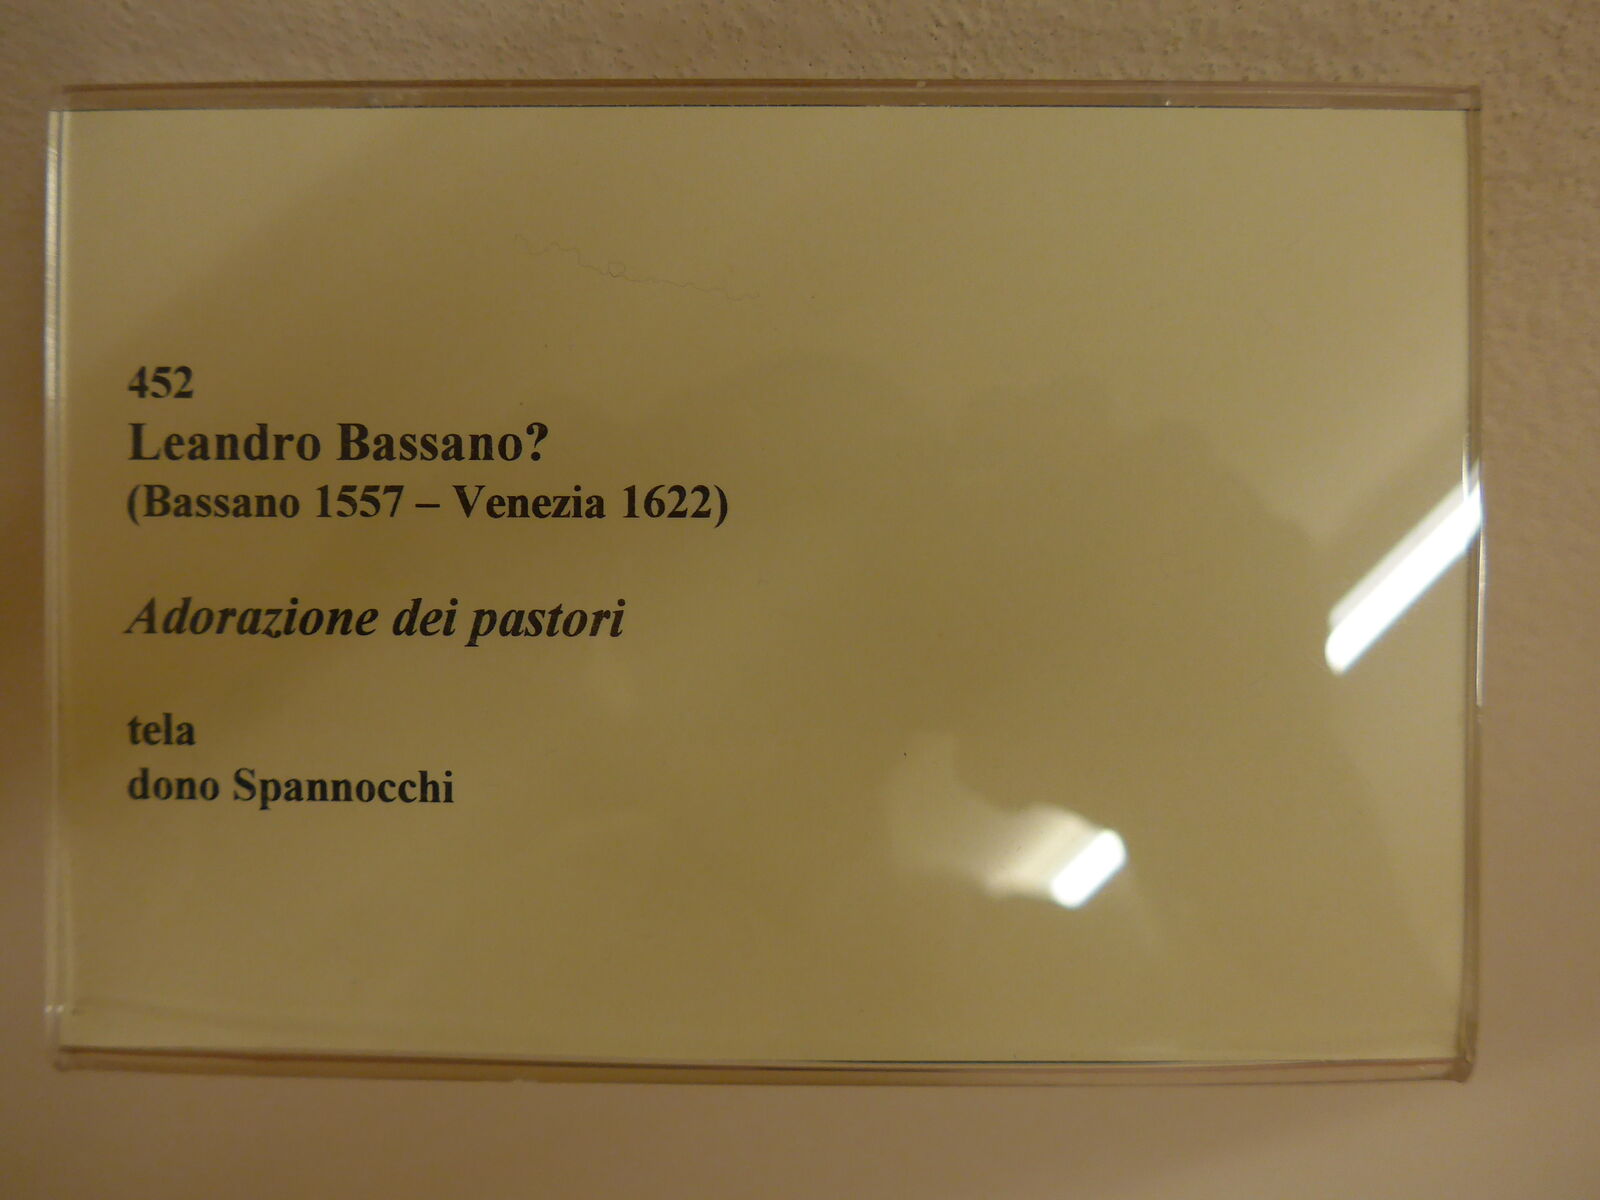 452
Leandro Bassano?
(Bassano 1557 – Venezia 1622)
Adorazione dei pastori
tela
dono Spannocchi